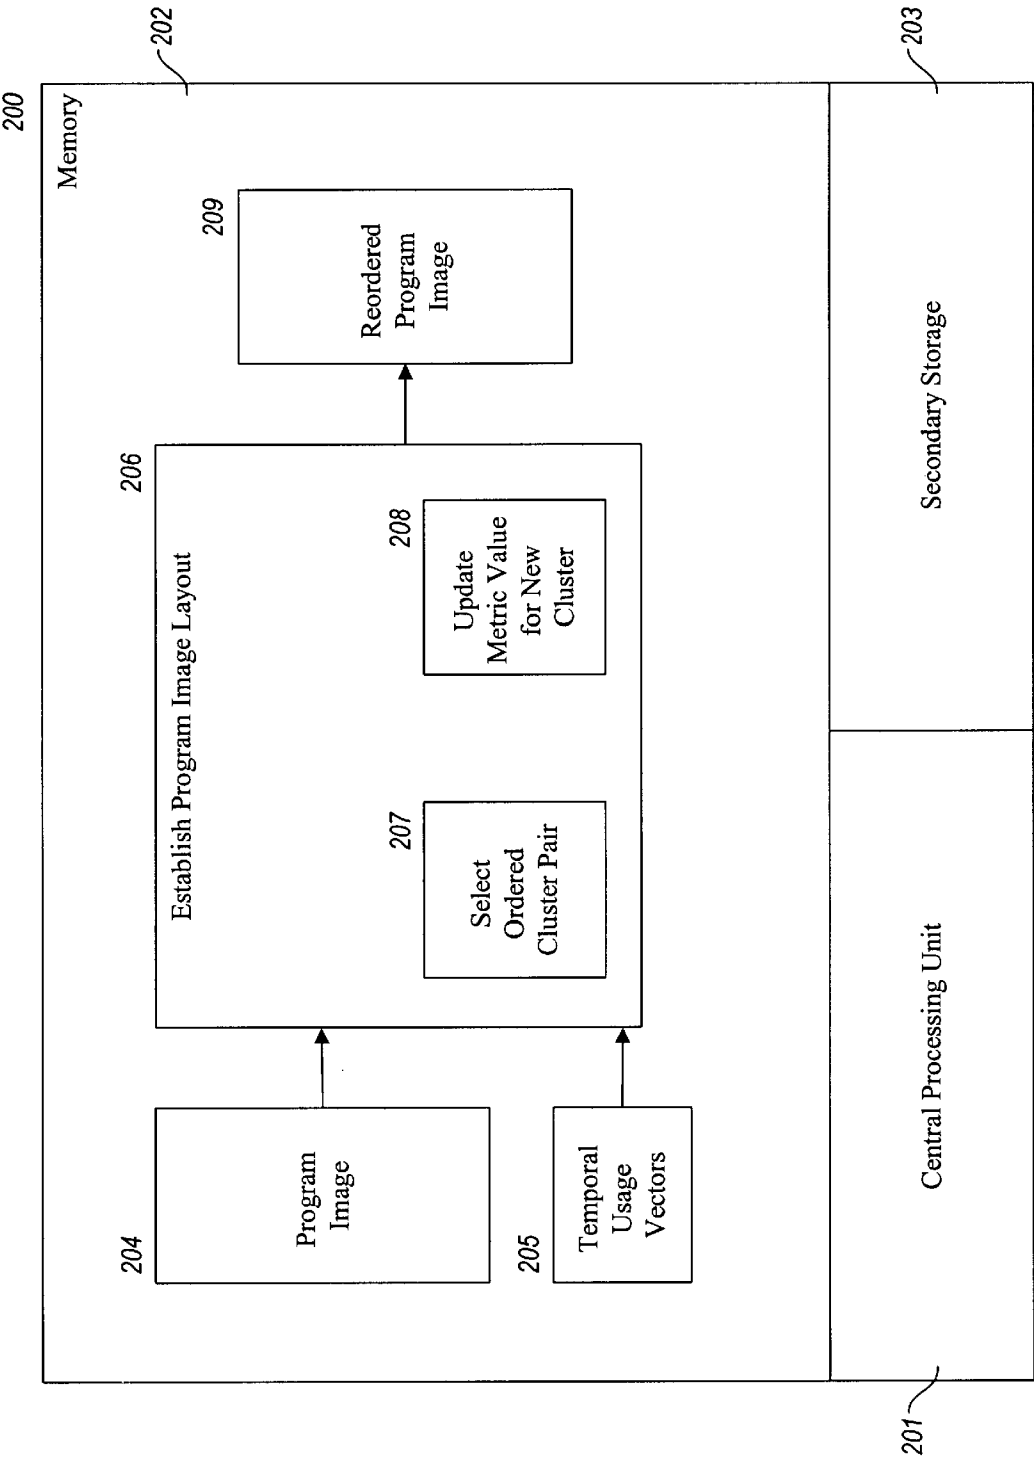 200
202
Memory
206
Establish Program Image Layout
204
Program
Image
205
Temporal
Usage
Vectors
207
Select
Ordered
Cluster Pair
208
Update
Metric Value
for New
Cluster
209
Reordered
Program
Image
201
Central Processing Unit
Secondary Storage
203